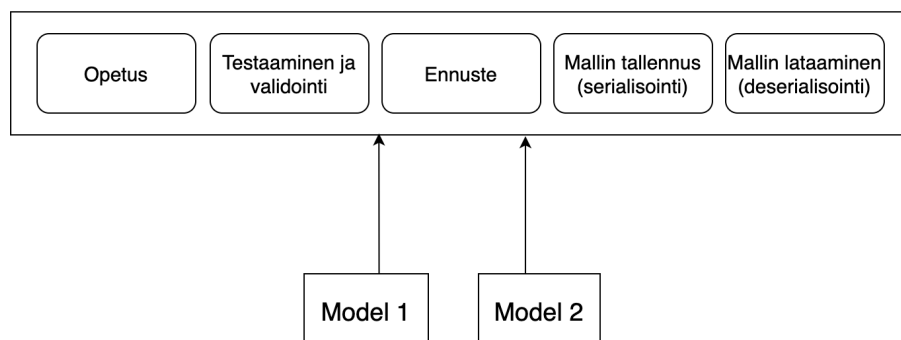 Opetus
Testaaminen ja
validointi
Ennuste
Mallin tallennus
(serialisointi)
Mallin lataaminen
(deserialisointi)
Model 1
Model 2